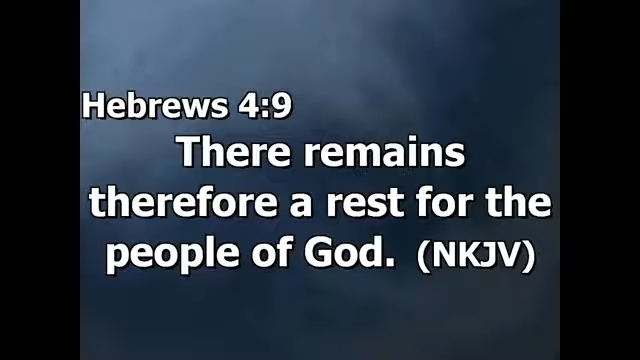 Hebrews 4:9
There remains
therefore a rest for the
people of God. (NKJV)